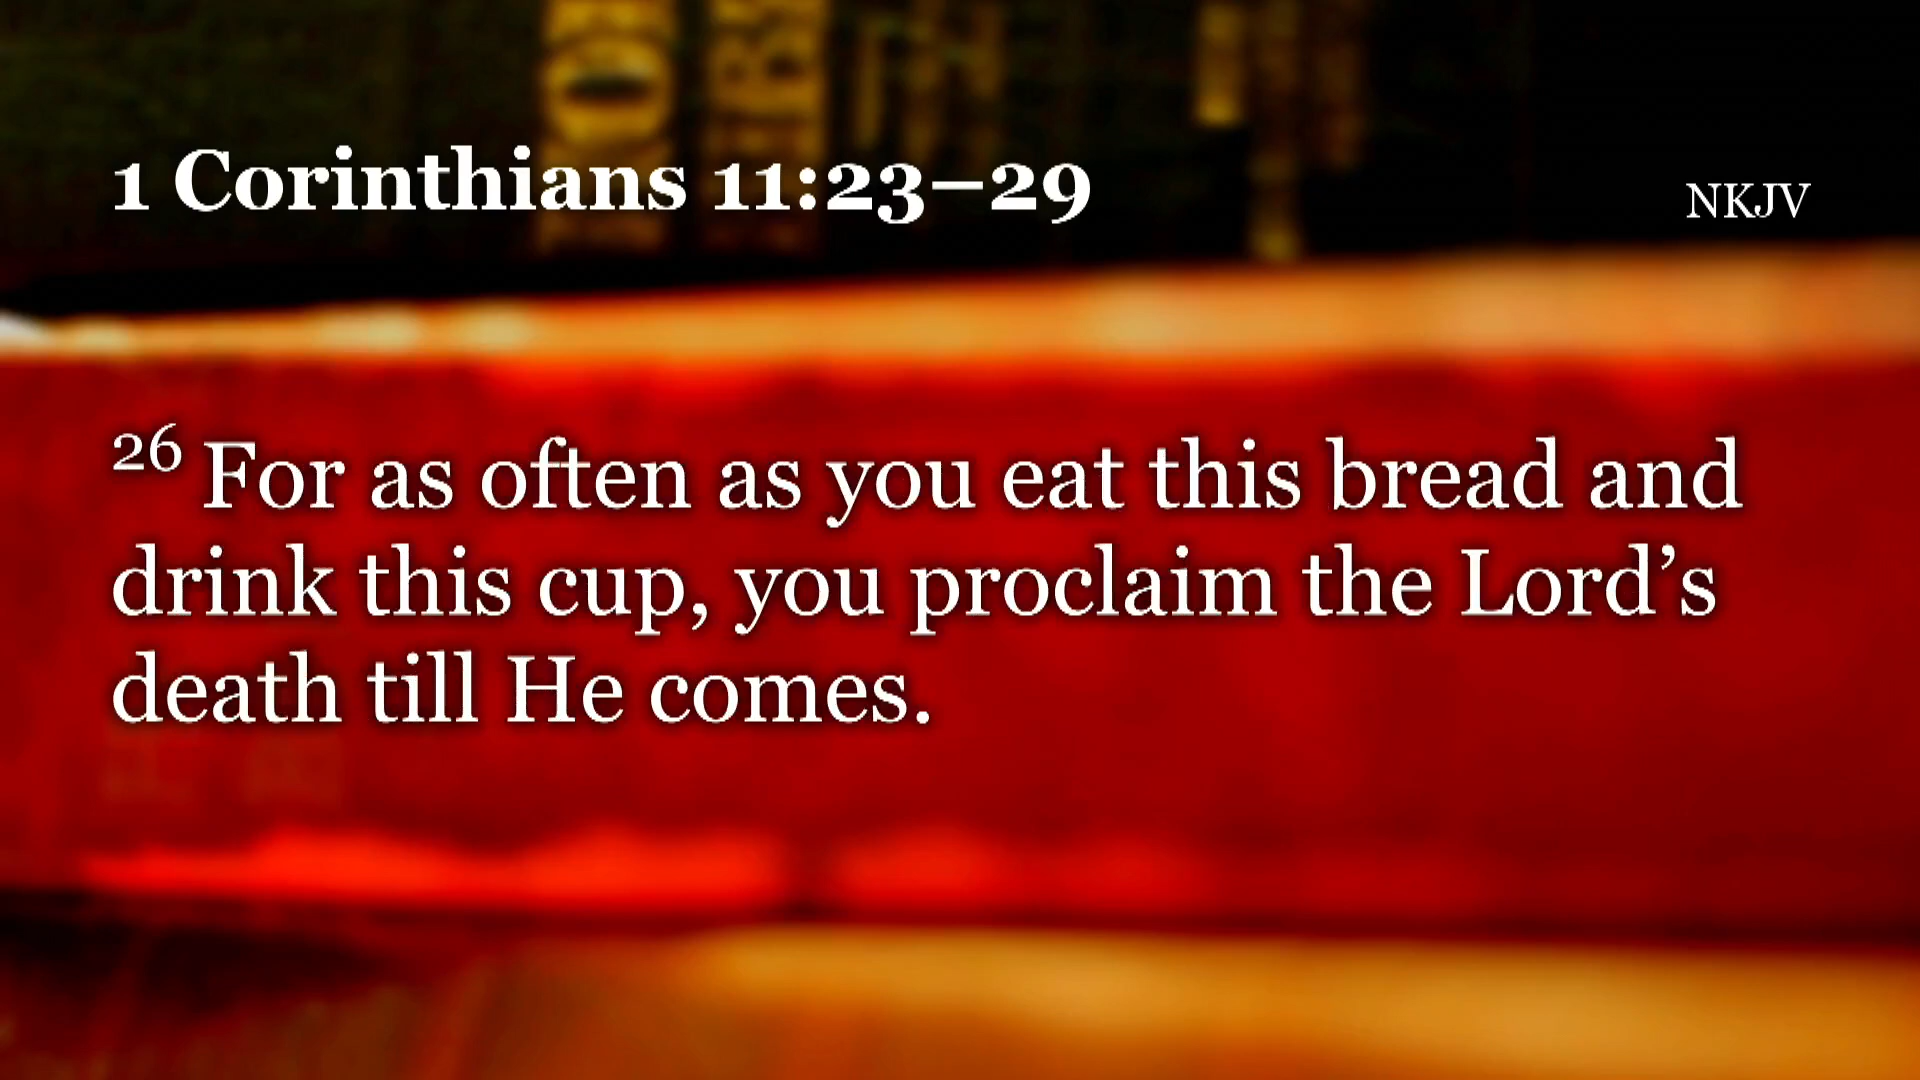 1 Corinthians 11:23–29
NKJV
26 For as often as you eat this bread and
drink this cup, you proclaim the Lord’s
death till He comes.